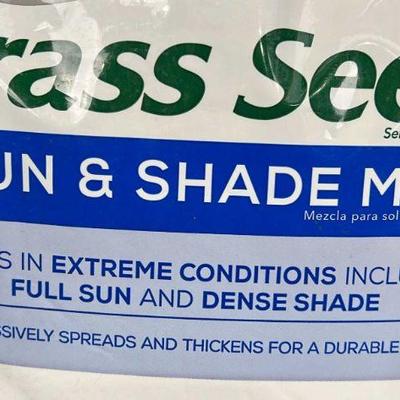 rass See
Se
UN & SHADE M
Mezcla para sol
S IN EXTREME CONDITIONS INCLU
FULL SUN AND DENSE SHADE
SSIVELY SPREADS AND THICKENS FOR A DURABLE